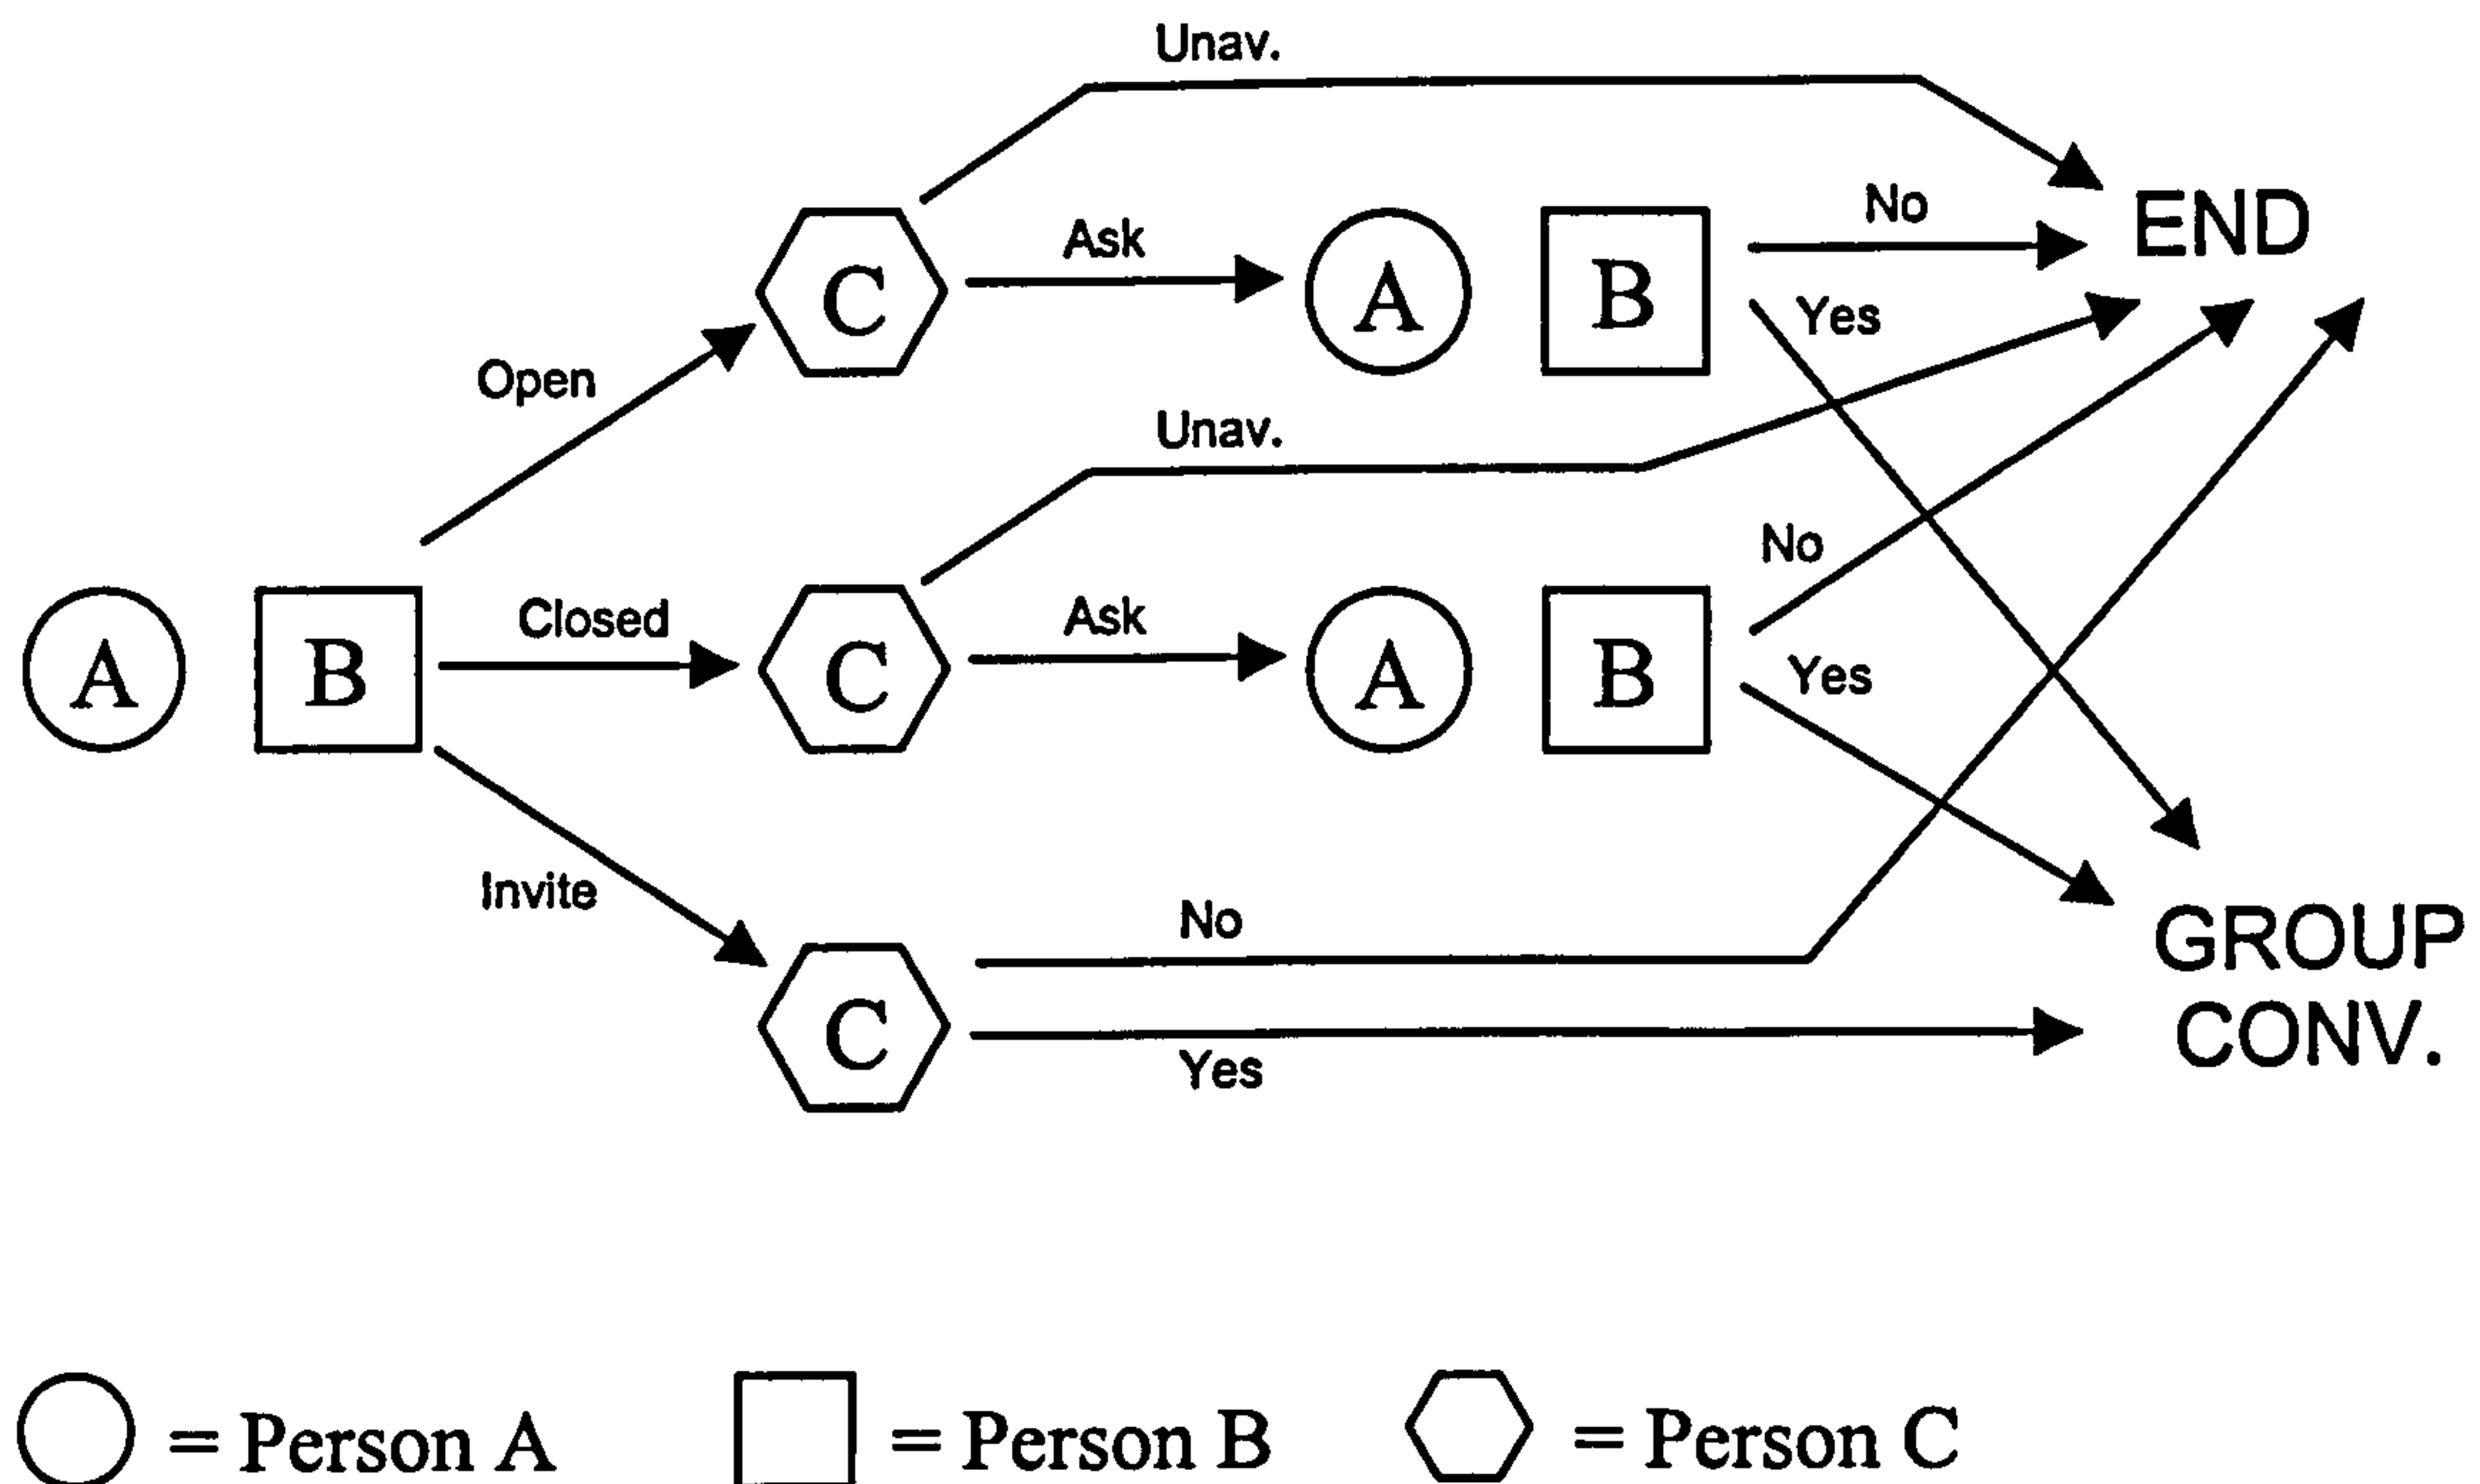 Unav.
Ask
No
END
C
A
B
Yes
Open
Unav.
No
Closed
Ask
Yes
A
B
C
A
B
Invite
No
GROUP
CONV.
C
Yes
= Person A
= Person B
= Person C